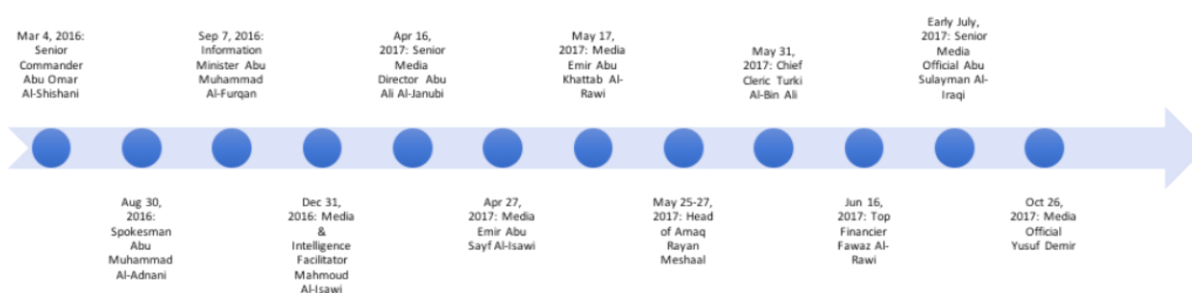 Mar 4, 2016:
Senior
Commander
Abu Omar
Al-Shishani
Aug 30,
2016:
Spokesman
Abu
Muhammad
Al-Adnani
Sep 7, 2016:
Information
Minister Abu
Muhammad
Al-Furqan
Dec 31,
2016: Media
&
Intelligence
Facilitator
Mahmoud
Al-Isawi
Apr 16,
2017: Senior
Media
Director Abu
Ali Al-Janubi
Apr 27,
2017: Media
Emir Abu
Sayf Al-Isawi
May 17,
2017: Media
Emir Abu
Khattab Al-
Rawi
May 25-27,
2017: Head
of Amaq
Rayan
Meshaal
May 31,
2017: Chief
Cleric Turki
Al-Bin Ali
Jun 16,
2017: Top
Financier
Fawaz Al-
Rawi
Early July,
2017: Senior
Media
Official Abu
Sulayman Al-
Iraqi
Oct 26,
2017: Media
Official
Yusuf Demir